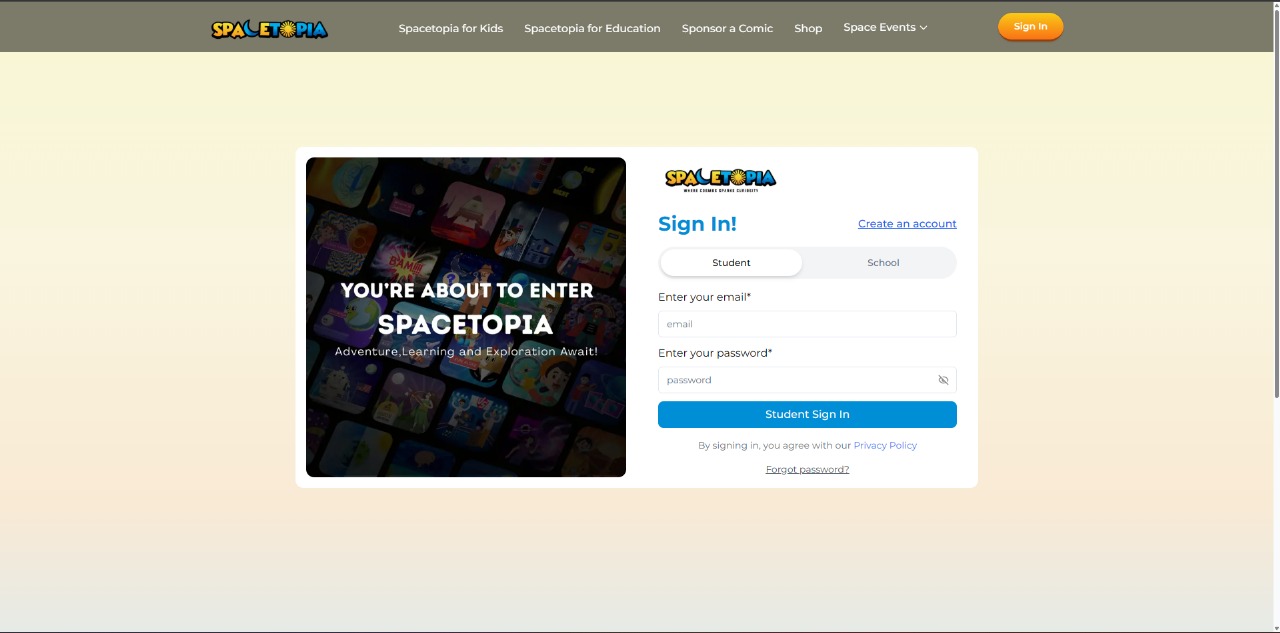 SPACETOPIA
Spacetopia for Kids
Spacetopia for Education
Sponsor a Comic
Shop
Space Events
Sign In
BAM!!!
YOU'RE ABOUT TO ENTER
SPACETOPIA
Adventure,Learning and Exploration Await!
SPACETOPIA
WHERE COSMOS SPARKS CURIOSITY
Sign In!
Create an account
Student
School
Enter your email*
email
Enter your password*
password
Student Sign In
By signing in, you agree with our Privacy Policy
Forgot password?